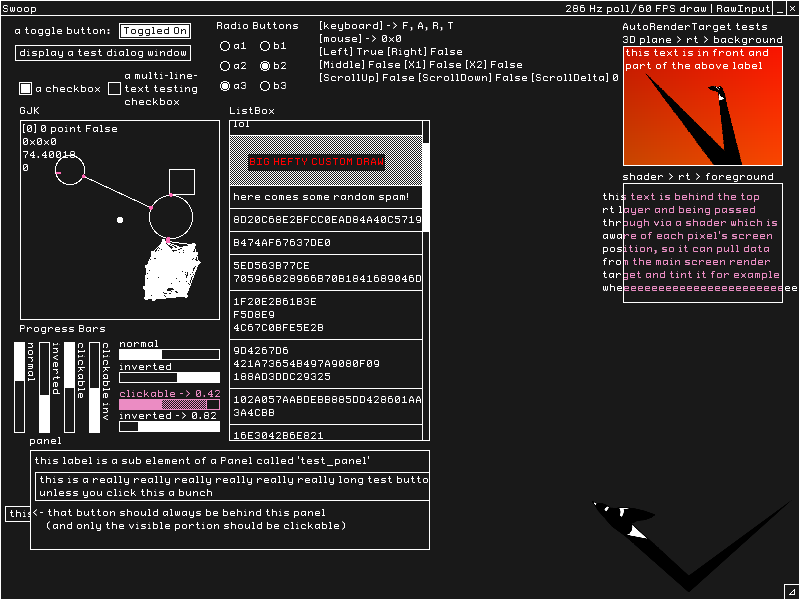 Swoop
286 Hz poll/60 FPS draw | RawInput _ ×
a toggle button: Toggled On
display a test dialog window
a checkbox
a multi-line-
text testing
checkbox
Radio Buttons
a1 b1
a2 b2
a3 b3
[keyboard] -> F, A, R, T
[mouse] -> 0x0
[Left] True [Right] False
[Middle] False [X1] False [X2] False
[ScrollUp] False [ScrollDown] False [ScrollDelta] 0
AutoRenderTarget tests
3D plane > rt > background
this text is in front and
part of the above label
shader > rt > foreground
this text is behind the top
rt layer and being passed
through via a shader which is
aware of each pixel's screen
position, so it can pull data
from the main screen render
target and tint it for example
wheeeeeeeeeeeeeeeeeeeeeeeeee
GJK
[0] 0 point False
0x0x0
74.40018
0
ListBox
lol
BIG HEFTY CUSTOM DRAW
here comes some random spam!
8D20C68E2BFCC0EAD84A40C5719
B474AF67637DE0
5ED563B77CE
705966828966B70B1841689046D
1F20E2B61B3E
F5D8E9
4C67C0BFE5E2B
9D4267D6
421A73654B497A9080F09
188AD3DDC29325
102A057AABDEBB885DD428601AA
3A4CBB
16E3042B6E821
Progress Bars
normal
inverted
clickable
clickable inv
normal
inverted
clickable -> 0.42
inverted -> 0.82
panel
this label is a sub element of a Panel called 'test_panel'
this is a really really really really really really long test butto
unless you click this a bunch
this
<- that button should always be behind this panel
(and only the visible portion should be clickable)